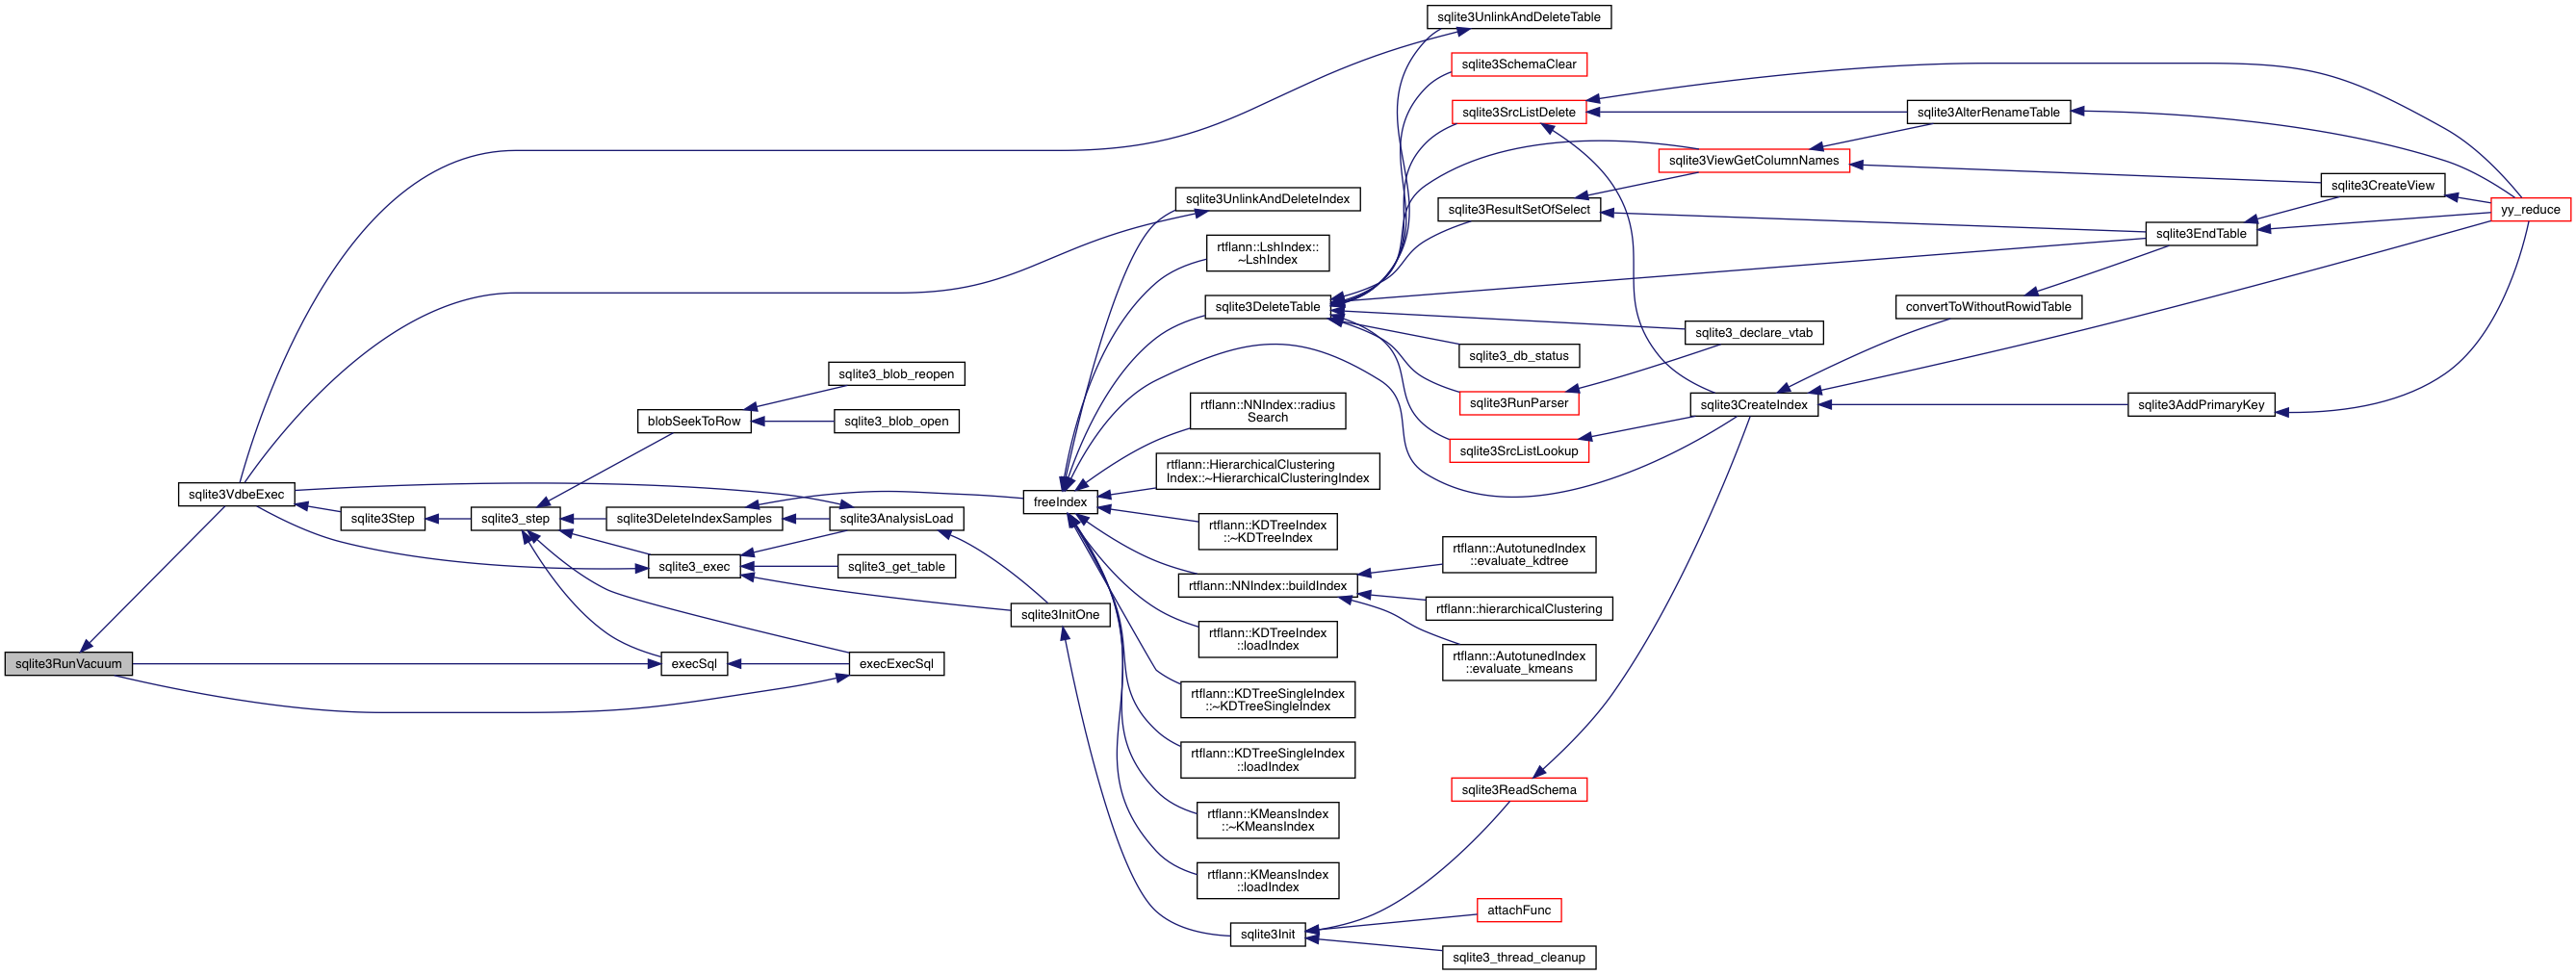 sqlite3UnlinkAndDeleteTable
sqlite3SchemaClear
sqlite3SrcListDelete
sqlite3AlterRenameTable
sqlite3ViewGetColumnNames
sqlite3CreateView
sqlite3UnlinkAndDeleteIndex
sqlite3ResultSetOfSelect
yy_reduce
sqlite3EndTable
rtflann::LshIndex::
~LshIndex
sqlite3DeleteTable
convertToWithoutRowidTable
sqlite3_declare_vtab
sqlite3_db_status
sqlite3_blob_reopen
sqlite3RunParser
sqlite3CreateIndex
sqlite3AddPrimaryKey
rtflann::NNIndex::radius
Search
blobSeekToRow
sqlite3_blob_open
sqlite3SrcListLookup
rtflann::HierarchicalClustering
Index::~HierarchicalClusteringIndex
sqlite3VdbeExec
freeIndex
sqlite3Step
sqlite3_step
sqlite3DeleteIndexSamples
sqlite3AnalysisLoad
rtflann::KDTreeIndex
::~KDTreeIndex
rtflann::AutotunedIndex
::evaluate_kdtree
sqlite3_exec
sqlite3_get_table
rtflann::NNIndex::buildIndex
rtflann::hierarchicalClustering
sqlite3InitOne
rtflann::KDTreeIndex
::loadIndex
rtflann::AutotunedIndex
::evaluate_kmeans
sqlite3RunVacuum
execSql
execExecSql
rtflann::KDTreeSingleIndex
::~KDTreeSingleIndex
rtflann::KDTreeSingleIndex
::loadIndex
sqlite3ReadSchema
rtflann::KMeansIndex
::~KMeansIndex
rtflann::KMeansIndex
::loadIndex
attachFunc
sqlite3Init
sqlite3_thread_cleanup